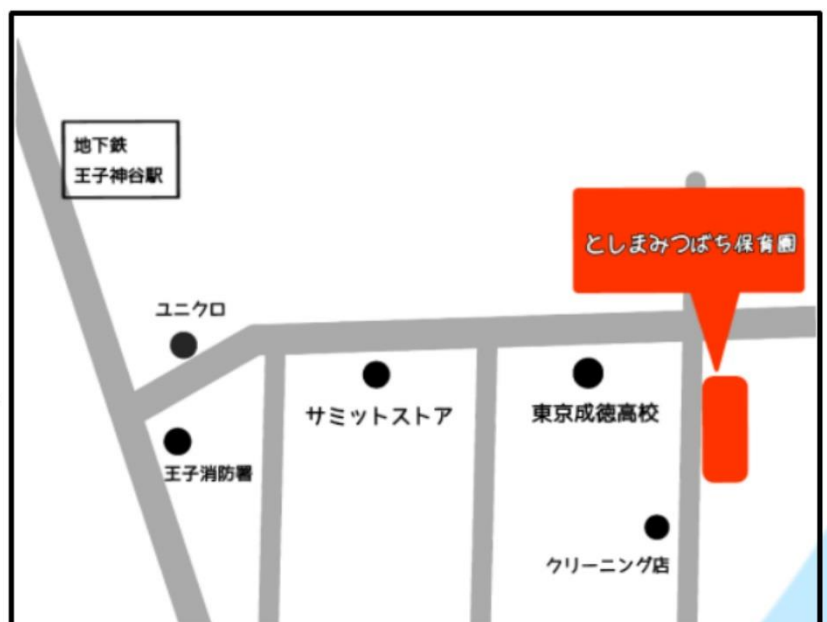 地下鉄
王子神谷駅
としまみつばち保育園
ユニクロ
サミットストア
東京成徳高校
王子消防署
クリーニング店